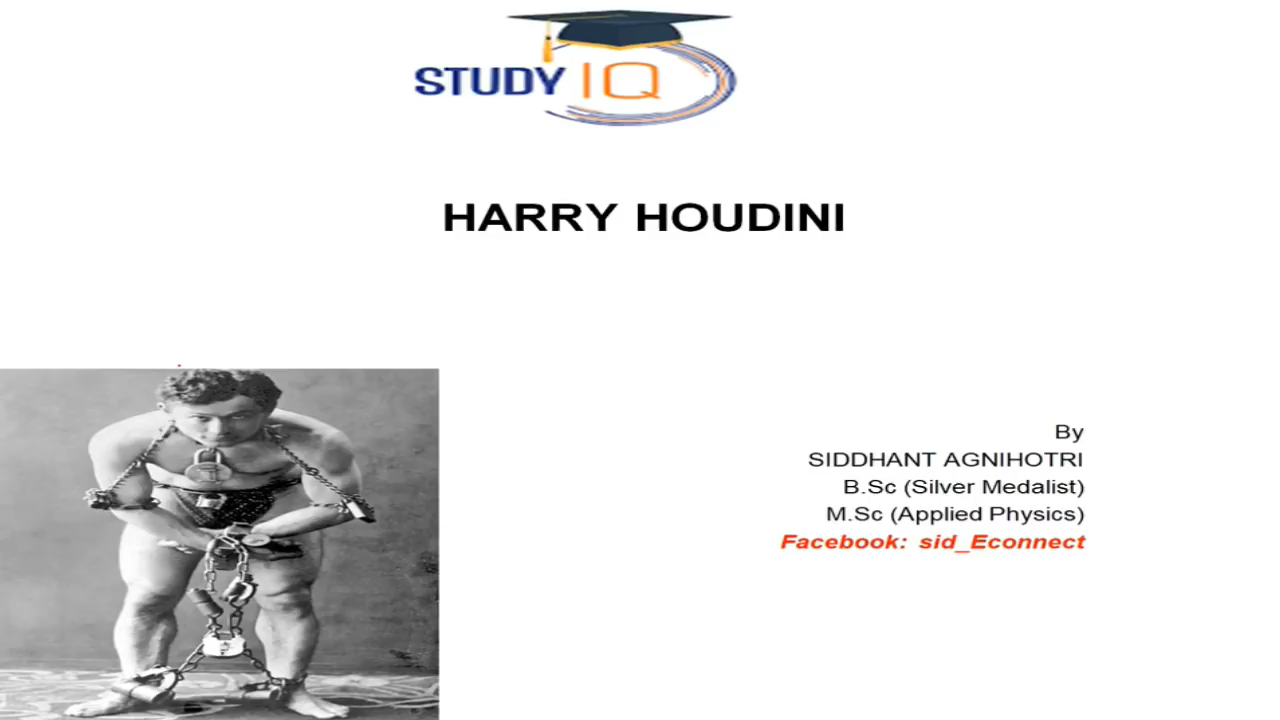 STUDY IQ
HARRY HOUDINI
By
SIDDHANT AGNIHOTRI
B.Sc (Silver Medalist)
M.Sc (Applied Physics)
Facebook: sid_Econnect